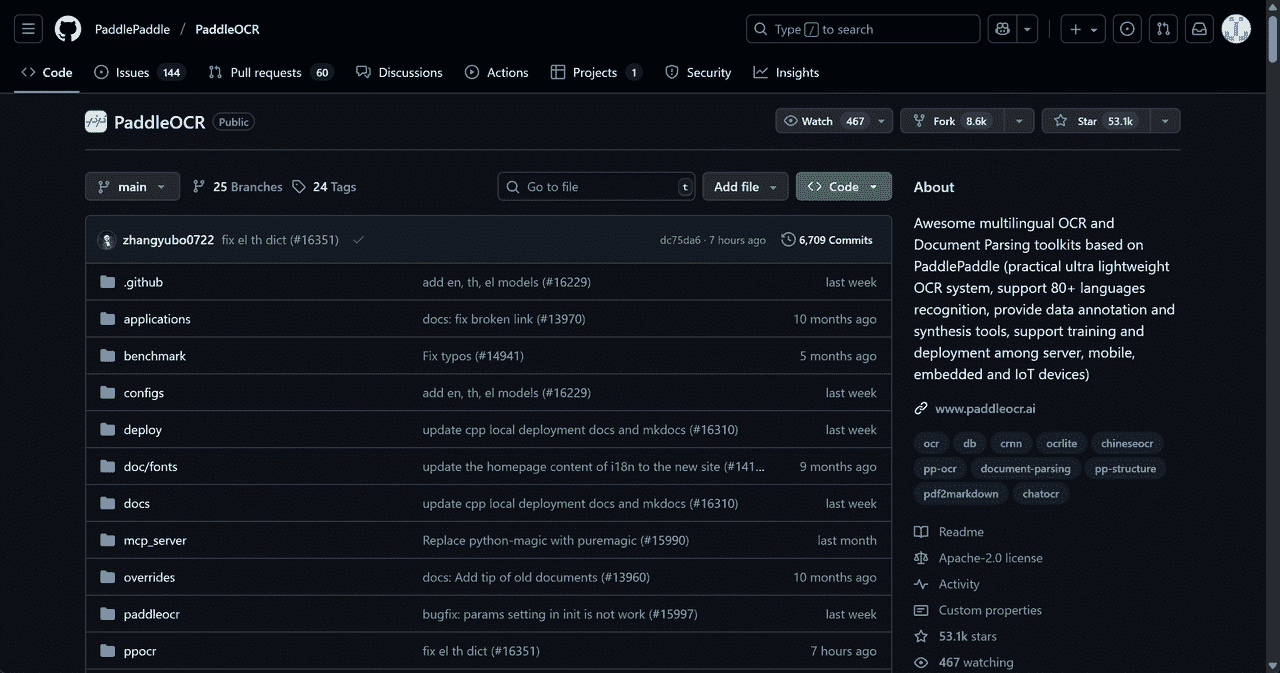 PaddlePaddle / PaddleOCR
Type / to search
Code
Issues 144
Pull requests 60
Discussions
Actions
Projects 1
Security
Insights
PaddleOCR Public
Watch 467
Fork 8.6k
Star 53.1k
main
25 Branches
24 Tags
Go to file t
Add file
Code
zhangyubo0722 fix el th dict (#16351)
dc75da6 · 7 hours ago
6,709 Commits
.github add en, th, el models (#16229) last week
applications docs: fix broken link (#13970) 10 months ago
benchmark Fix typos (#14941) 5 months ago
configs add en, th, el models (#16229) last week
deploy update cpp local deployment docs and mkdocs (#16310) last week
doc/fonts update the homepage content of i18n to the new site (#141... 9 months ago
docs update cpp local deployment docs and mkdocs (#16310) last week
mcp_server Replace python-magic with puremagic (#15990) last month
overrides docs: Add tip of old documents (#13960) 10 months ago
paddleocr bugfix: params setting in init is not work (#15997) last week
ppocr fix el th dict (#16351) 7 hours ago
About
Awesome multilingual OCR and
Document Parsing toolkits based on
PaddlePaddle (practical ultra lightweight
OCR system, support 80+ languages
recognition, provide data annotation and
synthesis tools, support training and
deployment among server, mobile,
embedded and IoT devices)
www.paddleocr.ai
ocr db crnn ocrlite chineseocr
pp-ocr document-parsing pp-structure
pdf2markdown chatocr
Readme
Apache-2.0 license
Activity
Custom properties
53.1k stars
467 watching